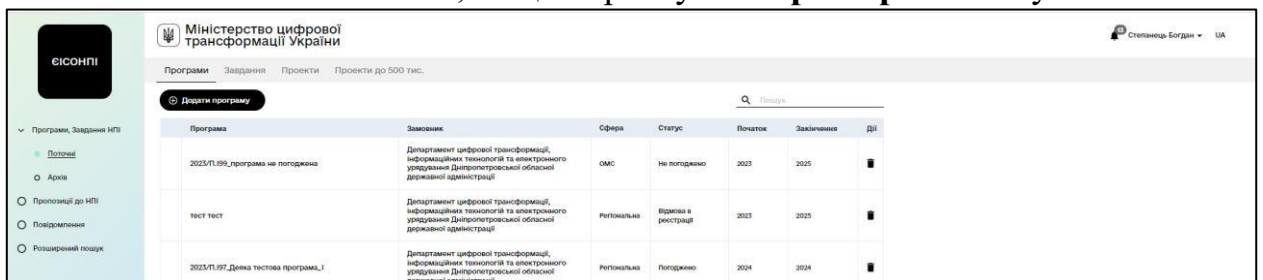 Міністерство цифрової
трансформації України
Степанець Богдан
UA
ЄІСОНПІ
Програми Завдання Проекти Проекти до 500 тис.
Додати програму
Пошук
Програми, Завдання НПІ
Поточні
Архів
Пропозиції до НПІ
Повідомлення
Розширений пошук
Програма Замовник Сфера Статус Початок Закінчення Дії
2023/П.199_програма не погоджена
Департамент цифрової трансформації,
інформаційних технологій та електронного
урядування Дніпропетровської обласної
державної адміністрації
ОМС
Не погоджено
2023
2025
тест тест
Департамент цифрової трансформації,
інформаційних технологій та електронного
урядування Дніпропетровської обласної
державної адміністрації
Регіональна
Відмова в
реєстрації
2023
2025
2023/П.197_Деяка тестова програма_1
Департамент цифрової трансформації,
інформаційних технологій та електронного
урядування Дніпропетровської обласної
Регіональна
Погоджено
2024
2024